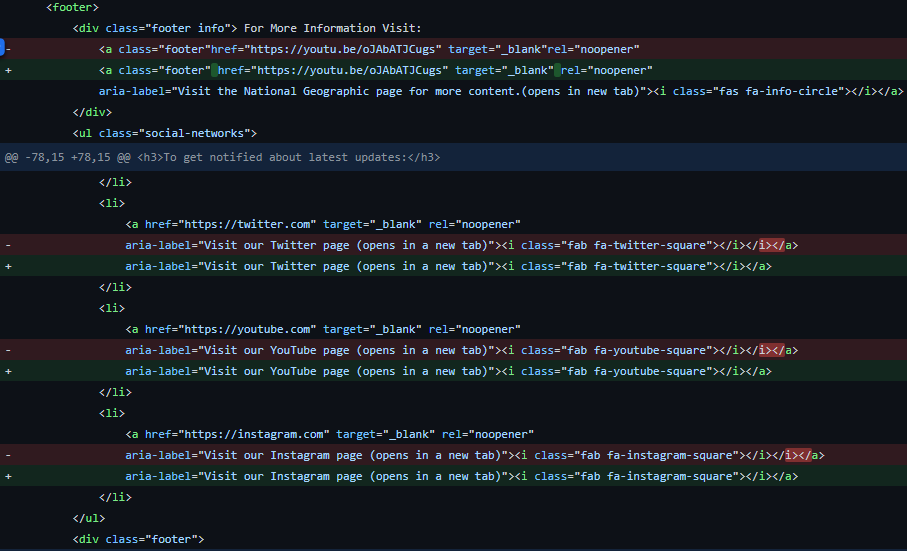 <footer>
<div class="footer info"> For More Information Visit:
- <a class="footer"href="https://youtu.be/oJAbATJCugs" target="_blank"rel="noopener"
+ <a class="footer" href="https://youtu.be/oJAbATJCugs" target="_blank" rel="noopener"
aria-label="Visit the National Geographic page for more content.(opens in new tab)"><i class="fas fa-info-circle"></i></a>
</div>
<ul class="social-networks">
@@ -78,15 +78,15 @@ <h3>To get notified about latest updates:</h3>
</li>
<li>
<a href="https://twitter.com" target="_blank" rel="noopener"
- aria-label="Visit our Twitter page (opens in a new tab)"><i class="fab fa-twitter-square"></i></i></a>
+ aria-label="Visit our Twitter page (opens in a new tab)"><i class="fab fa-twitter-square"></i></a>
</li>
<li>
<a href="https://youtube.com" target="_blank" rel="noopener"
- aria-label="Visit our YouTube page (opens in a new tab)"><i class="fab fa-youtube-square"></i></i></a>
+ aria-label="Visit our YouTube page (opens in a new tab)"><i class="fab fa-youtube-square"></i></a>
</li>
<li>
<a href="https://instagram.com" target="_blank" rel="noopener"
- aria-label="Visit our Instagram page (opens in a new tab)"><i class="fab fa-instagram-square"></i></i></a>
+ aria-label="Visit our Instagram page (opens in a new tab)"><i class="fab fa-instagram-square"></i></a>
</li>
</ul>
<div class="footer">